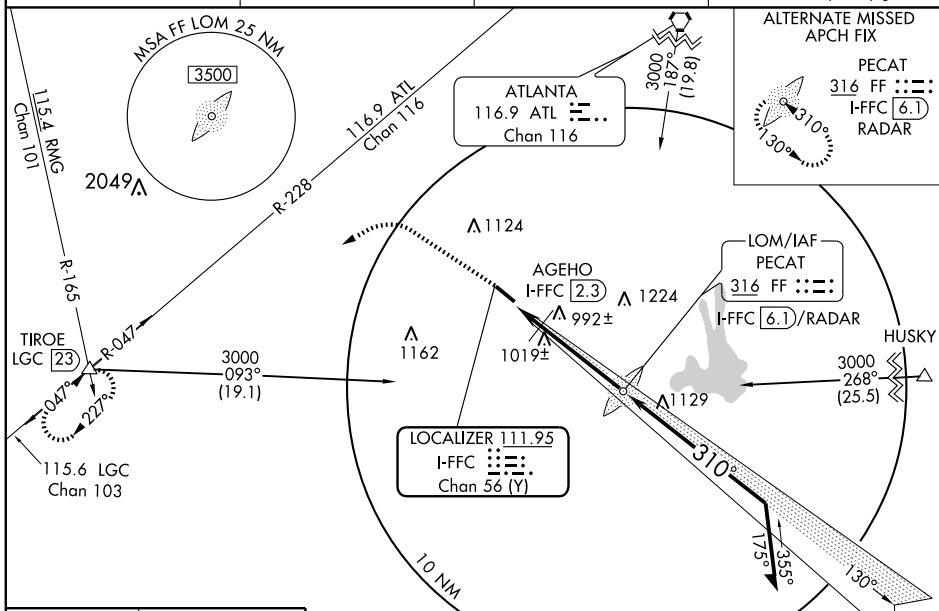 MSA FF LOM 25 NM
3500
2049
115.4 RMG
Chan 101
R-165
116.9 ATL
Chan 116
R-228
ATLANTA
116.9 ATL
Chan 116
3000
187°
(19.8)
ALTERNATE MISSED
APCH FIX
PECAT
316 FF
I-FFC 6.1
RADAR
310°
130°
1124
AGEHO
I-FFC 2.3
992±
1224
1019±
1162
LOM/IAF
PECAT
316 FF
I-FFC 6.1/RADAR
HUSKY
3000
268°
(25.5)
1129
TIROE
LGC 23
R-047
047°
227°
3000
093°
(19.1)
115.6 LGC
Chan 103
LOCALIZER 111.95
I-FFC
Chan 56 (Y)
310°
175°
355°
130°
10 NM